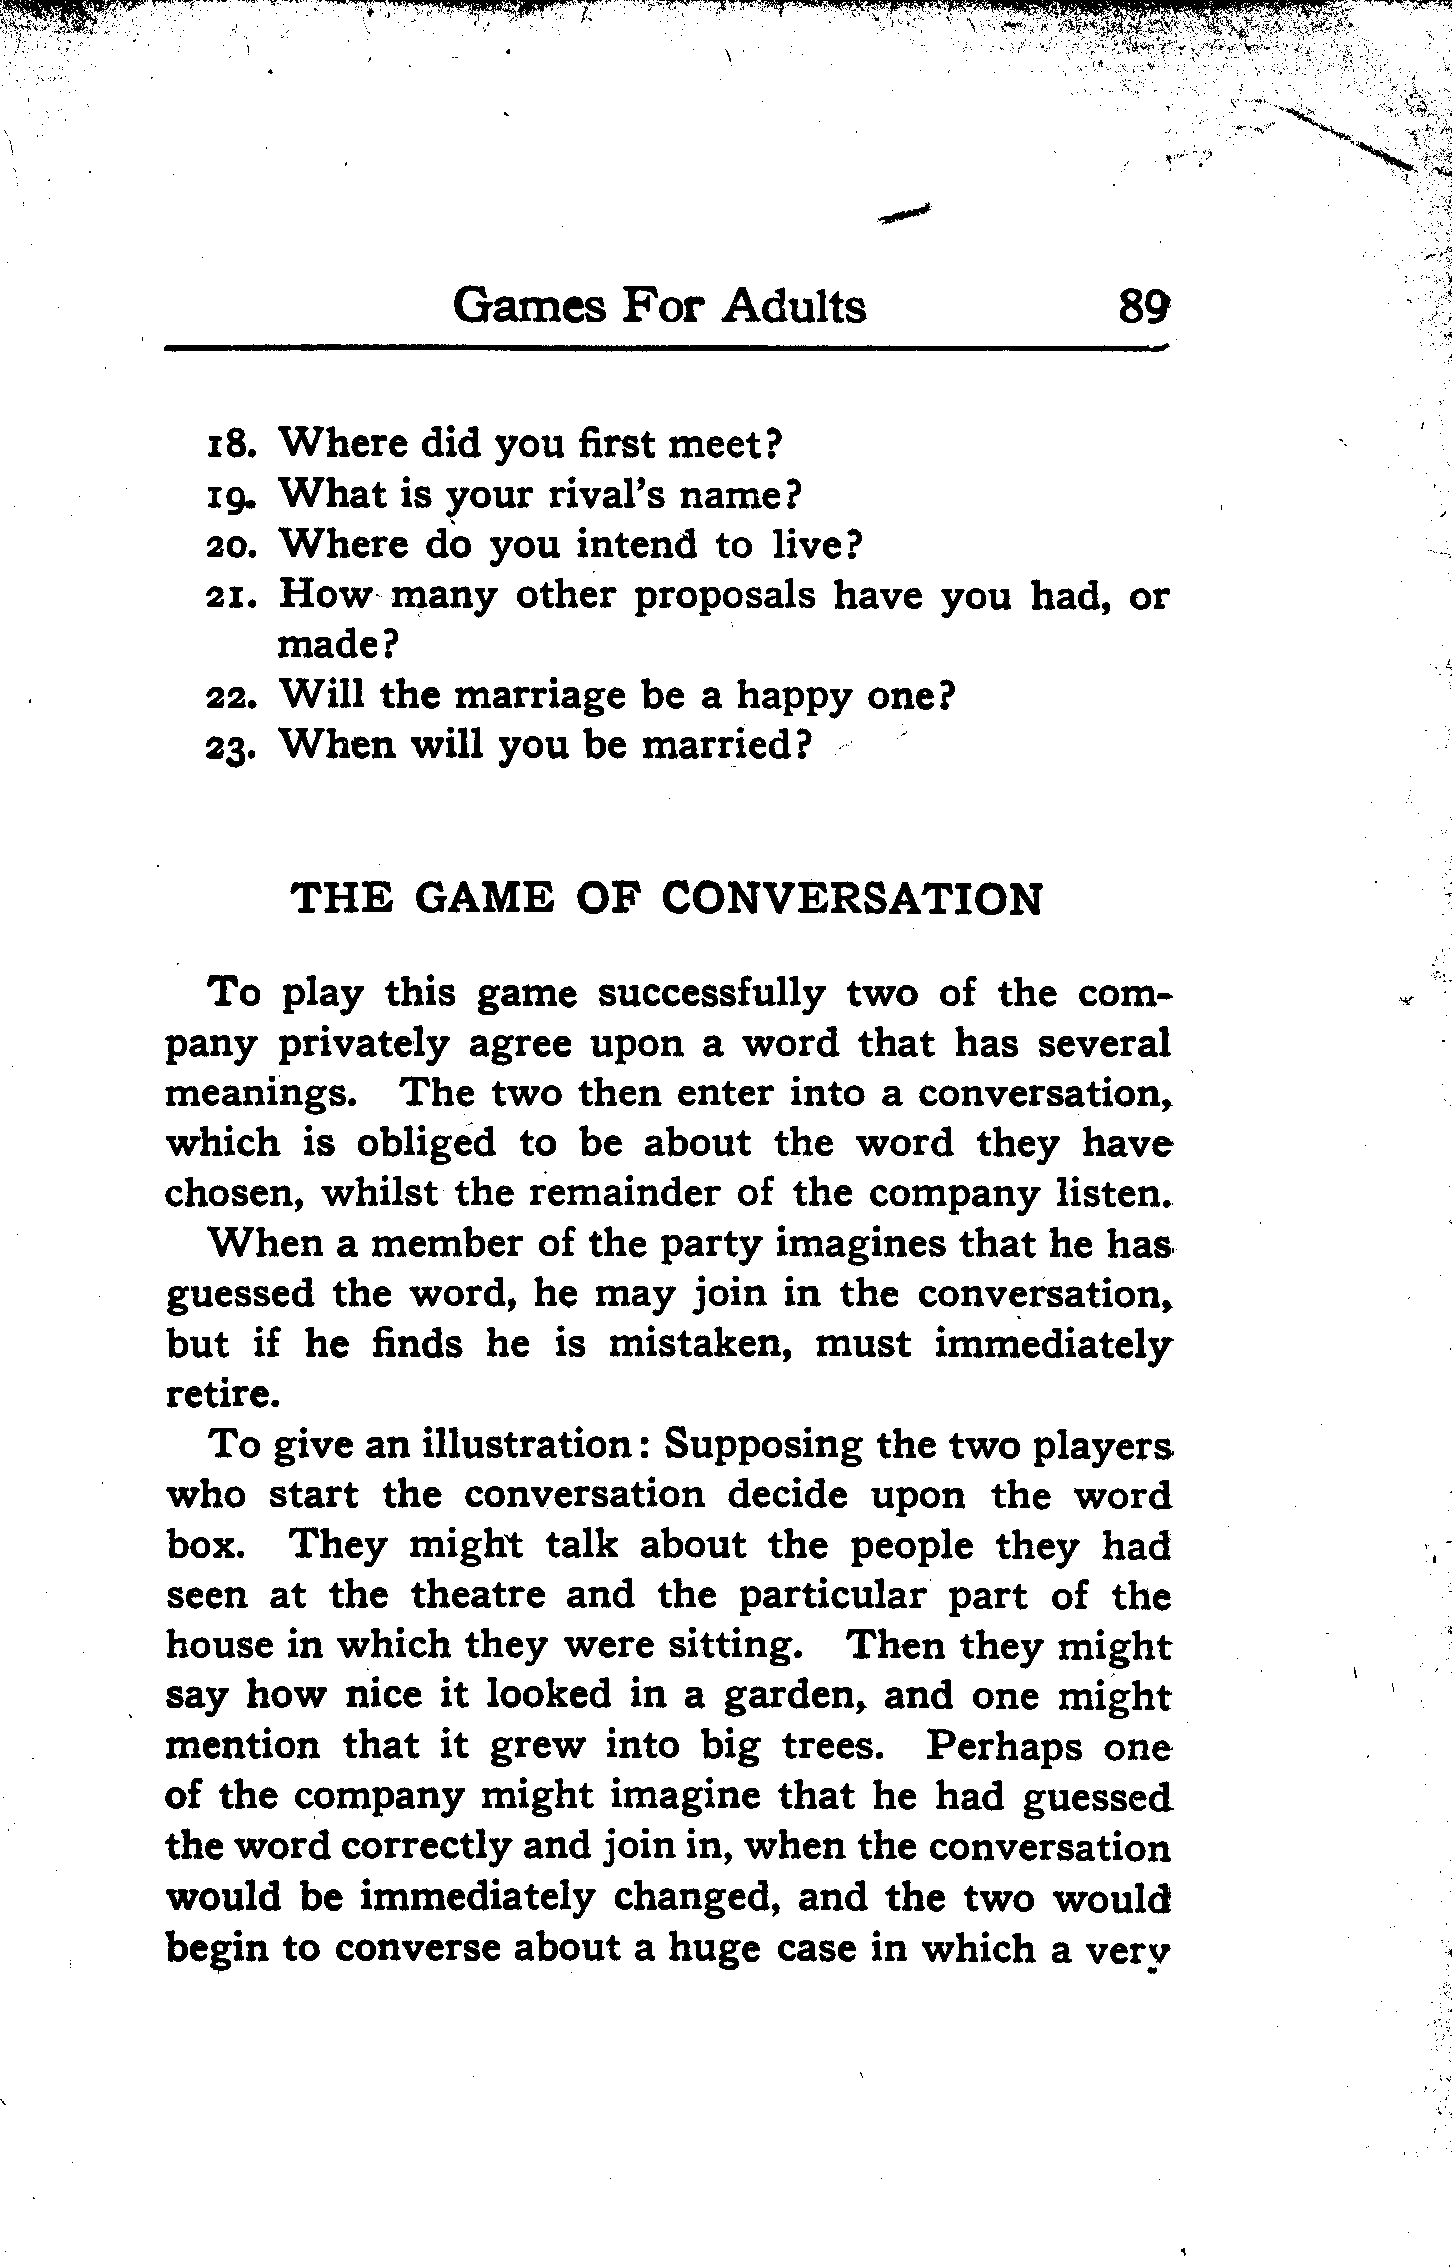 Games For Adults 89
18. Where did you first meet?
19. What is your rival's name?
20. Where do you intend to live?
21. How many other proposals have you had, or
made?
22. Will the marriage be a happy one?
23. When will you be married?
THE GAME OF CONVERSATION
To play this game successfully two of the com-
pany privately agree upon a word that has several
meanings. The two then enter into a conversation,
which is obliged to be about the word they have
chosen, whilst the remainder of the company listen.
When a member of the party imagines that he has
guessed the word, he may join in the conversation,
but if he finds he is mistaken, must immediately
retire.
To give an illustration: Supposing the two players
who start the conversation decide upon the word
box. They might talk about the people they had
seen at the theatre and the particular part of the
house in which they were sitting. Then they might
say how nice it looked in a garden, and one might
mention that it grew into big trees. Perhaps one
of the company might imagine that he had guessed
the word correctly and join in, when the conversation
would be immediately changed, and the two would
begin to converse about a huge case in which a very